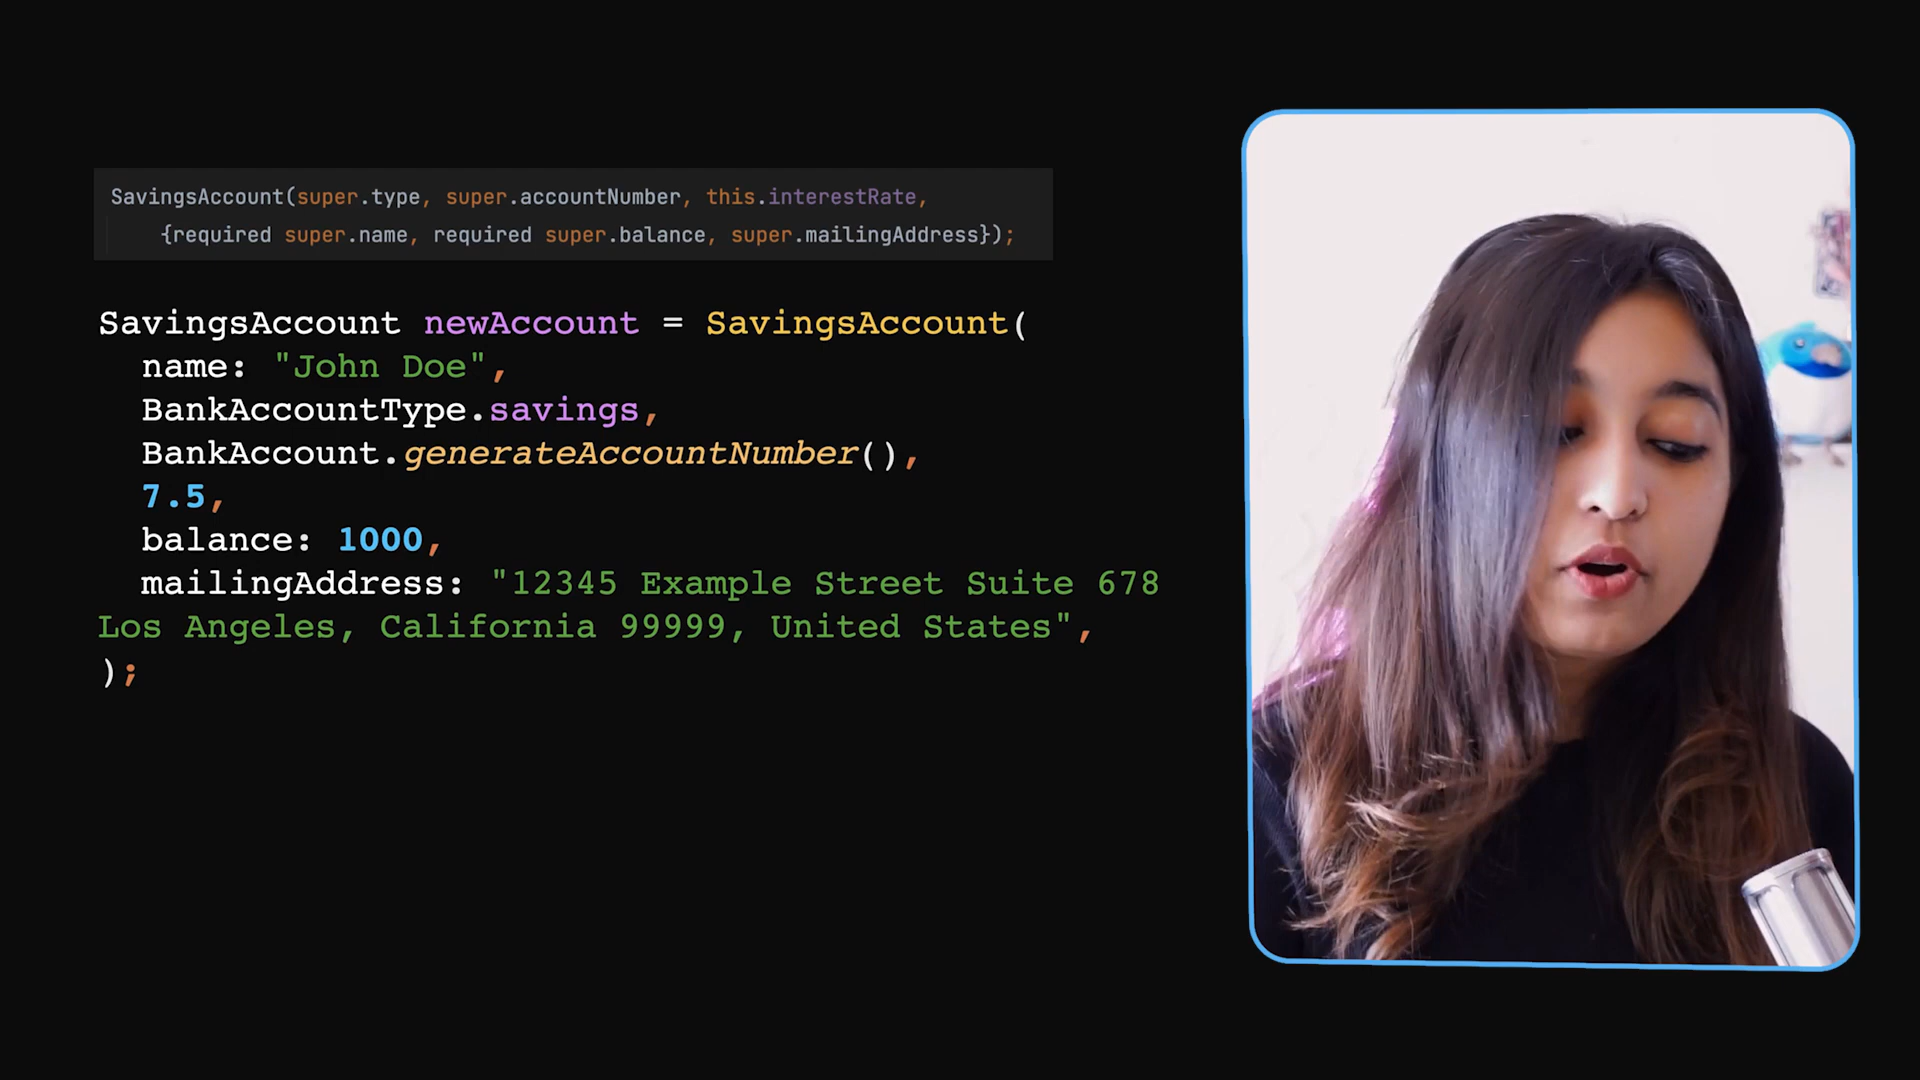 SavingsAccount(super.type, super.accountNumber, this.interestRate,
{required super.name, required super.balance, super.mailingAddress});
SavingsAccount newAccount = SavingsAccount(
name: "John Doe",
BankAccountType.savings,
BankAccount.generateAccountNumber(),
7.5,
balance: 1000,
mailingAddress: "12345 Example Street Suite 678
Los Angeles, California 99999, United States",
);